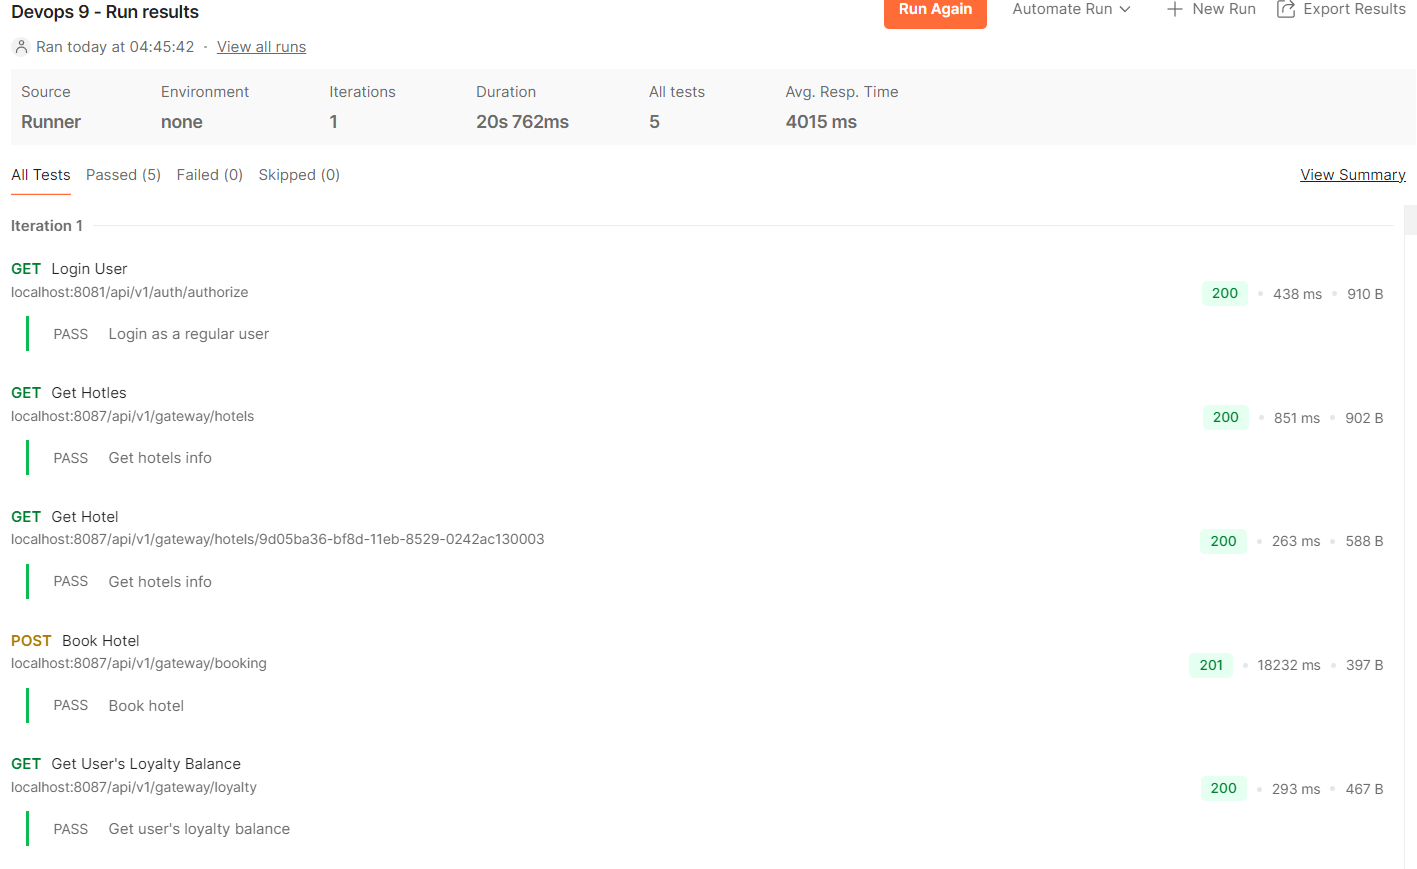 Devops 9 - Run results
Run Again Automate Run New Run Export Results
Ran today at 04:45:42 · View all runs
Source Environment Iterations Duration All tests Avg. Resp. Time
Runner none 1 20s 762ms 5 4015 ms
All Tests Passed (5) Failed (0) Skipped (0) View Summary
Iteration 1
GET Login User
localhost:8081/api/v1/auth/authorize 200 • 438 ms • 910 B
PASS Login as a regular user
GET Get Hotles
localhost:8087/api/v1/gateway/hotels 200 • 851 ms • 902 B
PASS Get hotels info
GET Get Hotel
localhost:8087/api/v1/gateway/hotels/9d05ba36-bf8d-11eb-8529-0242ac130003 200 • 263 ms • 588 B
PASS Get hotels info
POST Book Hotel
localhost:8087/api/v1/gateway/booking 201 • 18232 ms • 397 B
PASS Book hotel
GET Get User's Loyalty Balance
localhost:8087/api/v1/gateway/loyalty 200 • 293 ms • 467 B
PASS Get user's loyalty balance